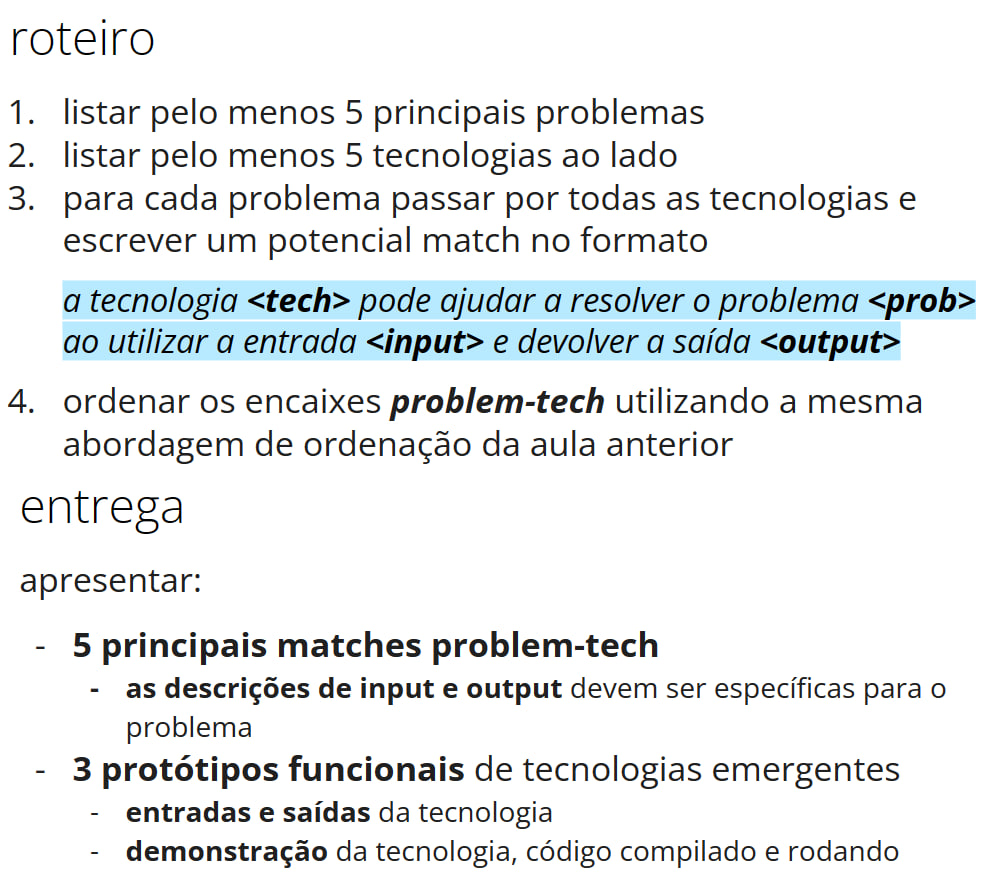 roteiro
1. listar pelo menos 5 principais problemas
2. listar pelo menos 5 tecnologias ao lado
3. para cada problema passar por todas as tecnologias e
escrever um potencial match no formato
a tecnologia <tech> pode ajudar a resolver o problema <prob>
ao utilizar a entrada <input> e devolver a saída <output>
4. ordenar os encaixes problem-tech utilizando a mesma
abordagem de ordenação da aula anterior
entrega
apresentar:
- 5 principais matches problem-tech
- as descrições de input e output devem ser específicas para o
problema
- 3 protótipos funcionais de tecnologias emergentes
- entradas e saídas da tecnologia
- demonstração da tecnologia, código compilado e rodando